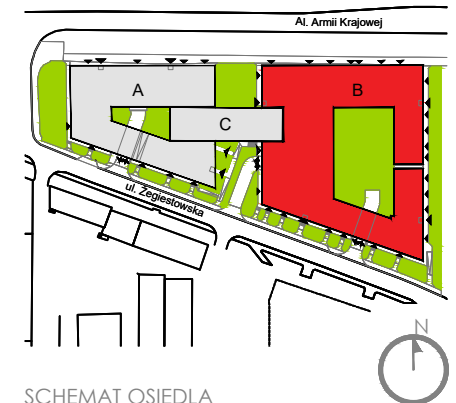 Al. Armii Krajowej
A
B
C
ul. Żegiestowska
N
SCHEMAT OSIEDLA